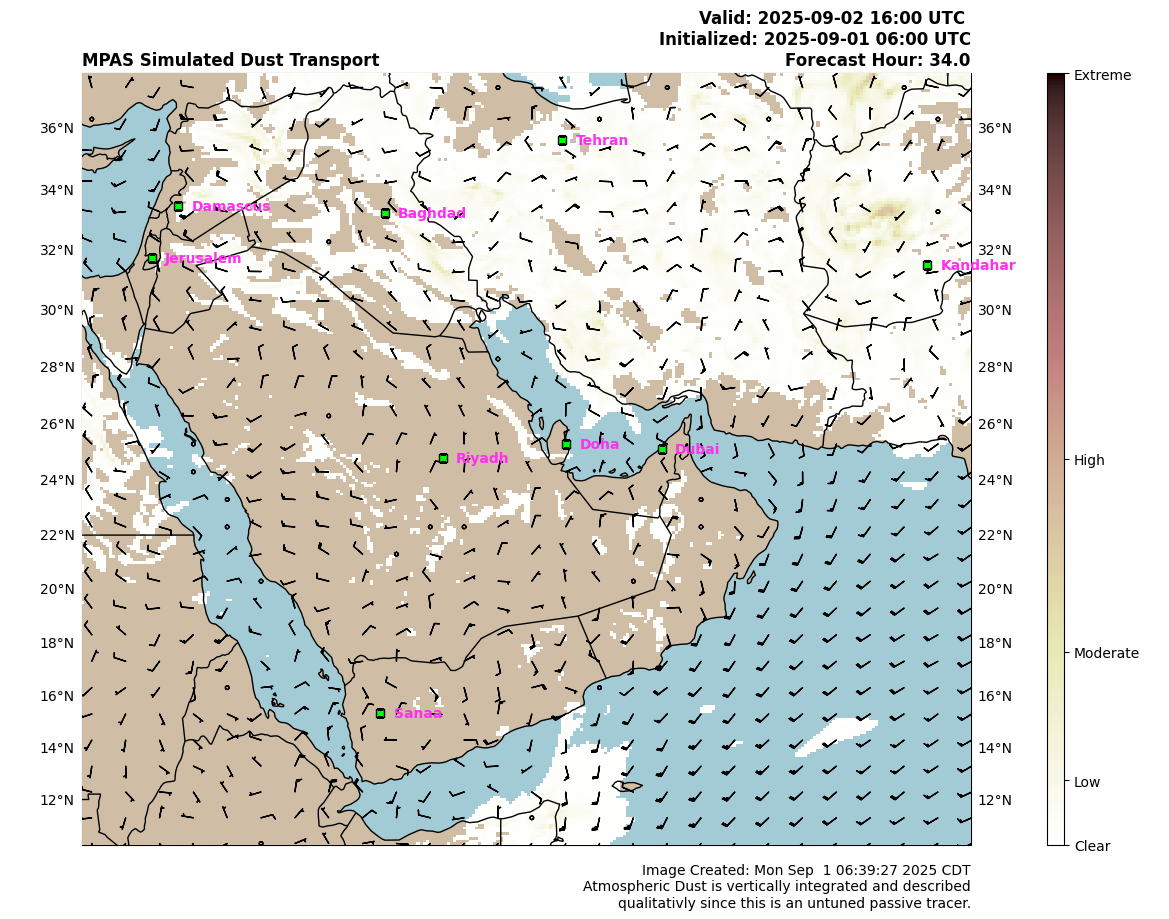 Valid: 2025-09-02 16:00 UTC
Initialized: 2025-09-01 06:00 UTC
MPAS Simulated Dust Transport Forecast Hour: 34.0
Extreme
36°N 36°N
Tehran
34°N 34°N
Damascus
Baghdad
32°N 32°N
Jerusalem
Kandahar
30°N 30°N
28°N 28°N
26°N 26°N
Doha
Dubai
Riyadh
High
24°N 24°N
22°N 22°N
20°N 20°N
18°N 18°N
Moderate
16°N 16°N
Sanaa
14°N 14°N
Low
12°N 12°N
Clear
Image Created: Mon Sep  1 06:39:27 2025 CDT
Atmospheric Dust is vertically integrated and described
qualitativly since this is an untuned passive tracer.